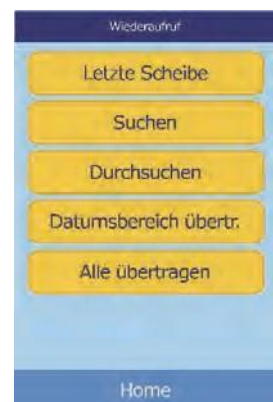 Wiederaufruf
Letzte Scheibe
Suchen
Durchsuchen
Datumsbereich übertr.
Alle übertragen
Home